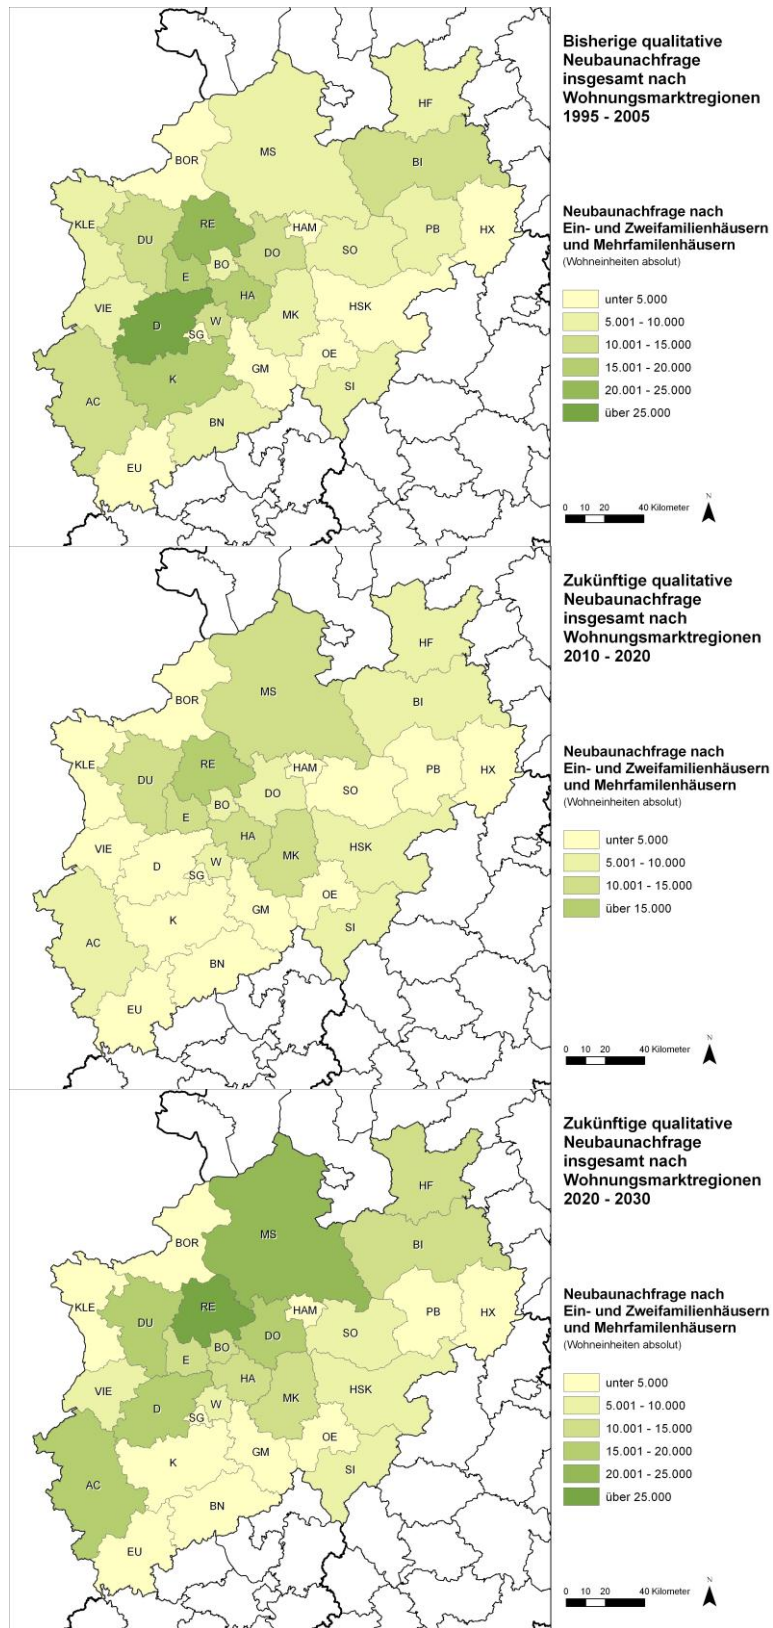 Bisherige qualitative
Neubaunachfrage
insgesamt nach
Wohnungsmarktregionen
1995 - 2005
HF
BOR
MS
BI
KLE
DU
RE
HAM
DO
SO
PB
HX
E
BO
VIE
HA
HSK
D
W
MK
SG
OE
K
GM
AC
SI
BN
EU
Neubaunachfrage nach
Ein- und Zweifamilienhäusern
und Mehrfamilenhäusern
(Wohneinheiten absolut)
unter 5.000
5.001 - 10.000
10.001 - 15.000
15.001 - 20.000
20.001 - 25.000
über 25.000
N
0 20 40 Kilometer
Zukünftige qualitative
Neubaunachfrage
insgesamt nach
Wohnungsmarktregionen
2010 - 2020
HF
BOR
MS
BI
KLE
DU
RE
HAM
DO
SO
PB
HX
E
BO
VIE
HA
HSK
D
W
MK
SG
OE
K
GM
AC
SI
BN
EU
Neubaunachfrage nach
Ein- und Zweifamilienhäusern
und Mehrfamilenhäusern
(Wohneinheiten absolut)
unter 5.000
5.001 - 10.000
10.001 - 15.000
über 15.000
N
0 10 20 40 Kilometer
Zukünftige qualitative
Neubaunachfrage
insgesamt nach
Wohnungsmarktregionen
2020 - 2030
HF
BOR
MS
BI
KLE
DU
RE
HAM
DO
SO
PB
HX
E
BO
VIE
HA
HSK
D
W
MK
SG
OE
K
GM
AC
SI
BN
EU
Neubaunachfrage nach
Ein- und Zweifamilienhäusern
und Mehrfamilenhäusern
(Wohneinheiten absolut)
unter 5.000
5.001 - 10.000
10.001 - 15.000
15.001 - 20.000
20.001 - 25.000
über 25.000
N
0 10 20 40 Kilometer